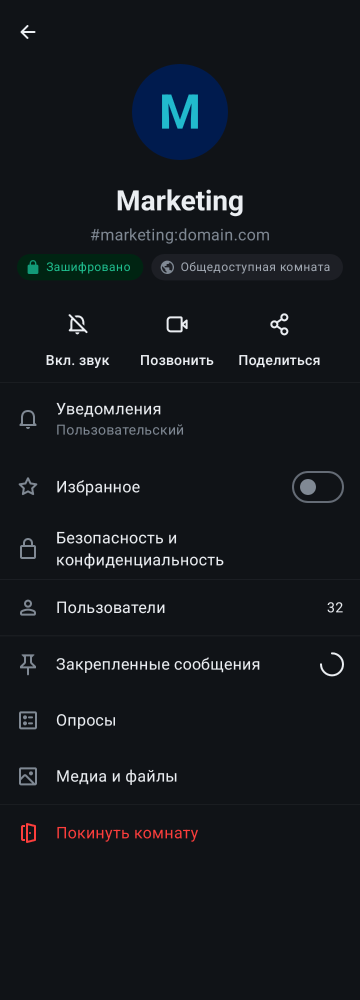 M
Marketing
#marketing:domain.com
Зашифровано
Общедоступная комната
Вкл. звук
Позвонить
Поделиться
Уведомления
Пользовательский
Избранное
Безопасность и
конфиденциальность
Пользователи 32
Закрепленные сообщения
Опросы
Медиа и файлы
Покинуть комнату